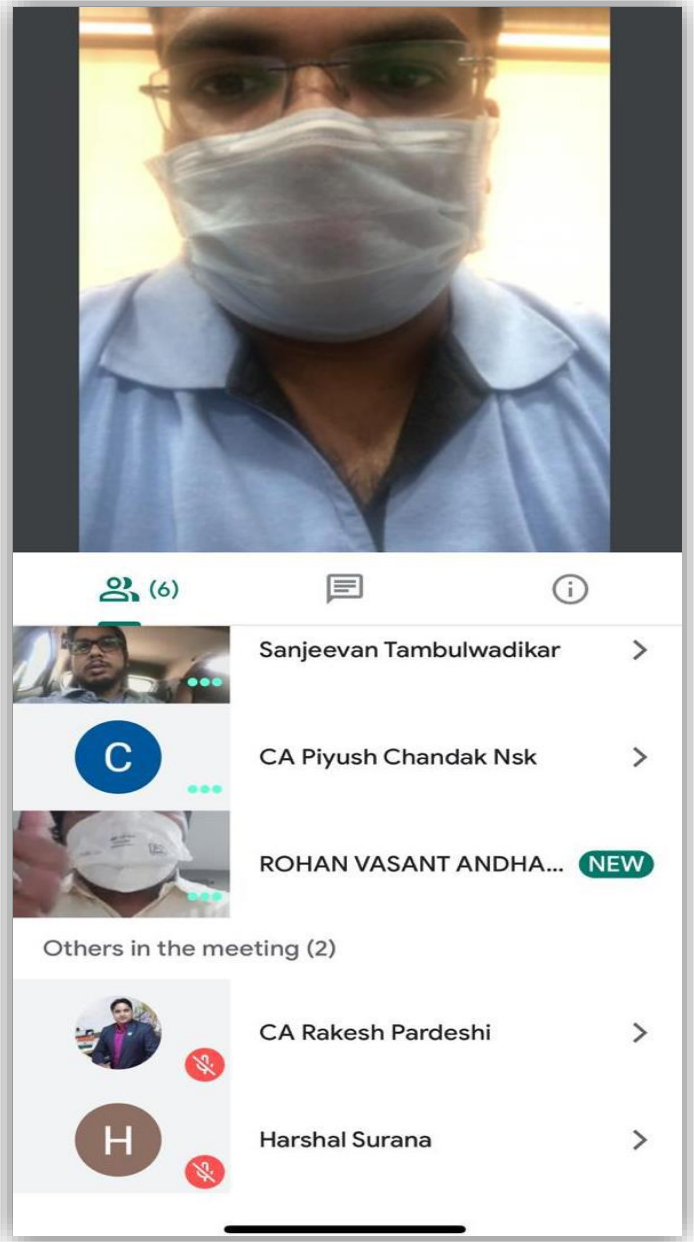 (6)
Sanjeevan Tambulwadikar
C
CA Piyush Chandak Nsk
ROHAN VASANT ANDHA... NEW
Others in the meeting (2)
CA Rakesh Pardeshi
H
Harshal Surana